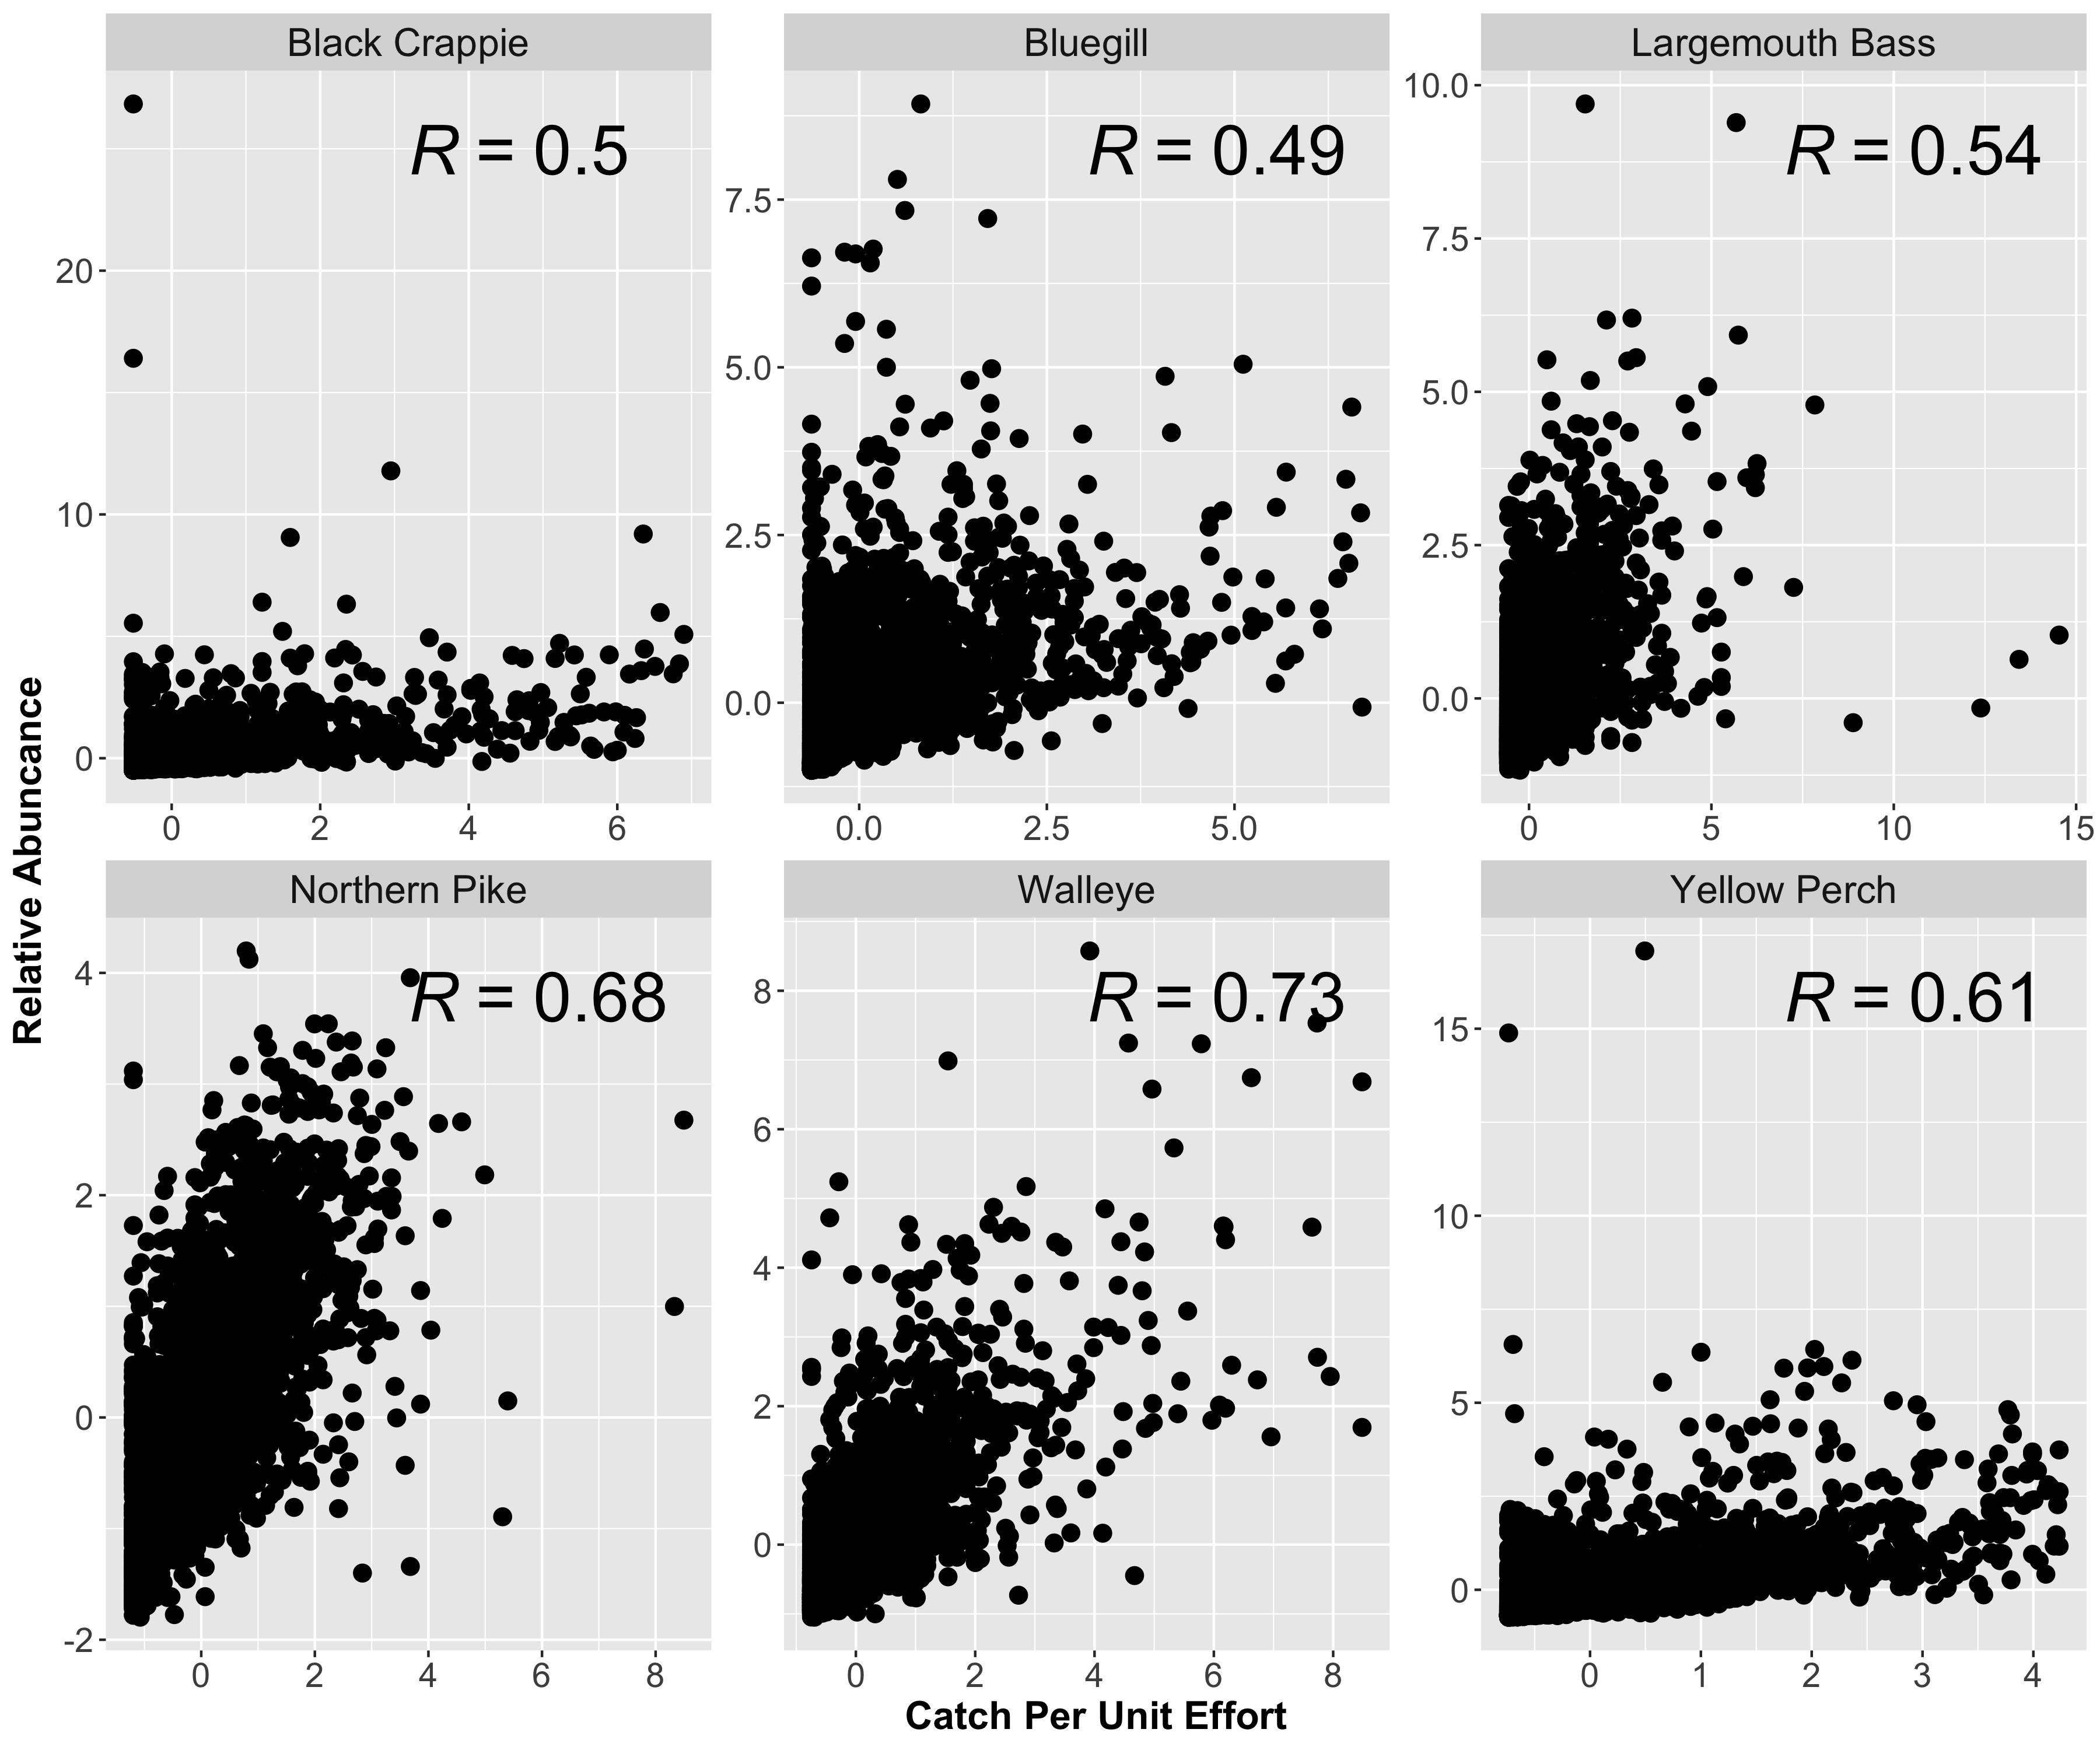 Black Crappie
Bluegill
Largemouth Bass
R = 0.5
R = 0.49
R = 0.54
20
10
0
7.5
5.0
2.5
0.0
10.0
7.5
5.0
2.5
0.0
0 2 4 6
0.0 2.5 5.0
0 5 10 15
Relative Abuncance
Northern Pike
Walleye
Yellow Perch
R = 0.68
R = 0.73
R = 0.61
4
2
0
-2
8
6
4
2
0
15
10
5
0
0 2 4 6 8
0 2 4 6 8
0 1 2 3 4
Catch Per Unit Effort